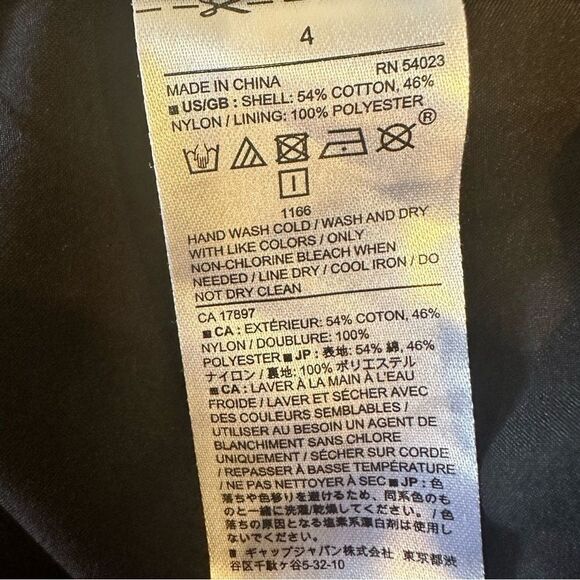 4
RN 54023
MADE IN CHINA
■ US/GB : SHELL: 54% COTTON, 46%
NYLON / LINING: 100% POLYESTER
®
1166
HAND WASH COLD / WASH AND DRY
WITH LIKE COLORS / ONLY
NON-CHLORINE BLEACH WHEN
NEEDED / LINE DRY / COOL IRON / DO
NOT DRY CLEAN
CA 17897
■ CA : EXTÉRIEUR: 54% COTON, 46%
NYLON / DOUBLURE: 100%
POLYESTER ■ JP : 表地: 54% 綿, 46%
ナイロン / 裏地: 100% ポリエステル
■ CA : LAVER À LA MAIN À L'EAU
FROIDE / LAVER ET SÉCHER AVEC
DES COULEURS SEMBLABLES /
UTILISER AU BESOIN UN AGENT DE
BLANCHIMENT SANS CHLORE
UNIQUEMENT / SÉCHER SUR CORDE
/ REPASSER À BASSE TEMPÉRATURE
/ NE PAS NETTOYER À SEC ■ JP : 色
落ちや色移りを避けるため、同系色のも
のと一緒に洗濯/乾燥してください。/ 色
落ちの原因となる塩素系漂白剤は使用し
ないでください。
■ ギャップジャパン株式会社 東京都渋
谷区千駄ヶ谷5-32-10